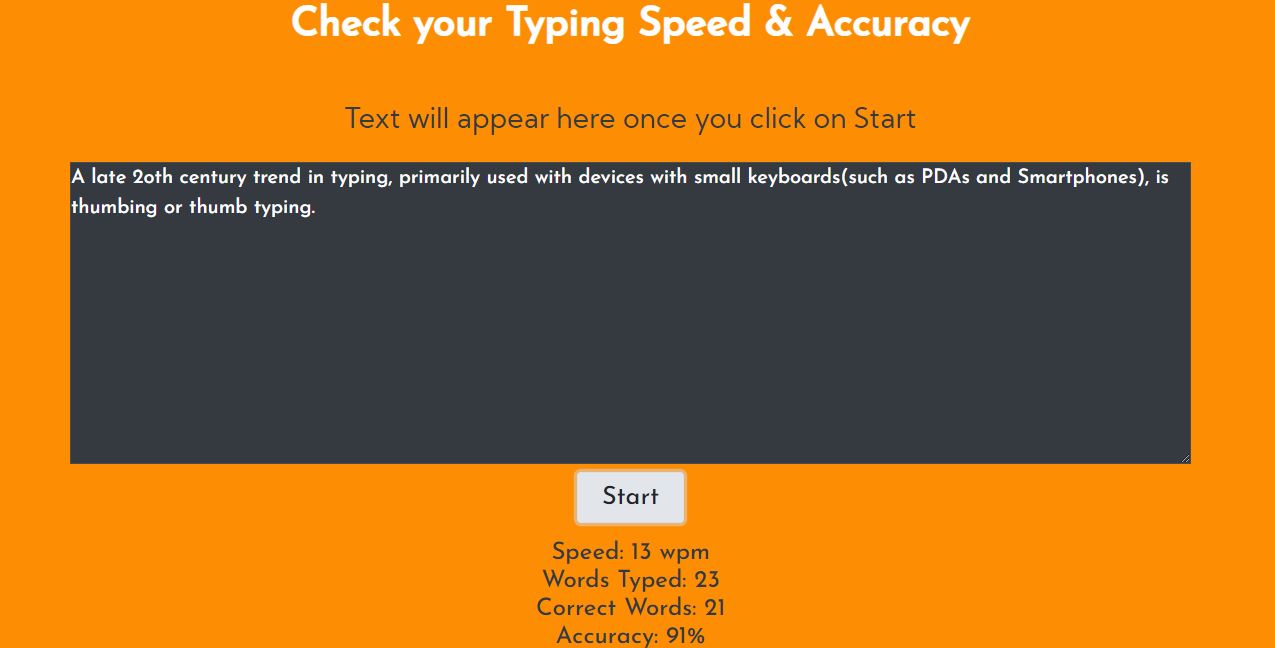 Check your Typing Speed & Accuracy
Text will appear here once you click on Start
A late 2oth century trend in typing, primarily used with devices with small keyboards(such as PDAs and Smartphones), is
thumbing or thumb typing.
Start
Speed: 13 wpm
Words Typed: 23
Correct Words: 21
Accuracy: 91%